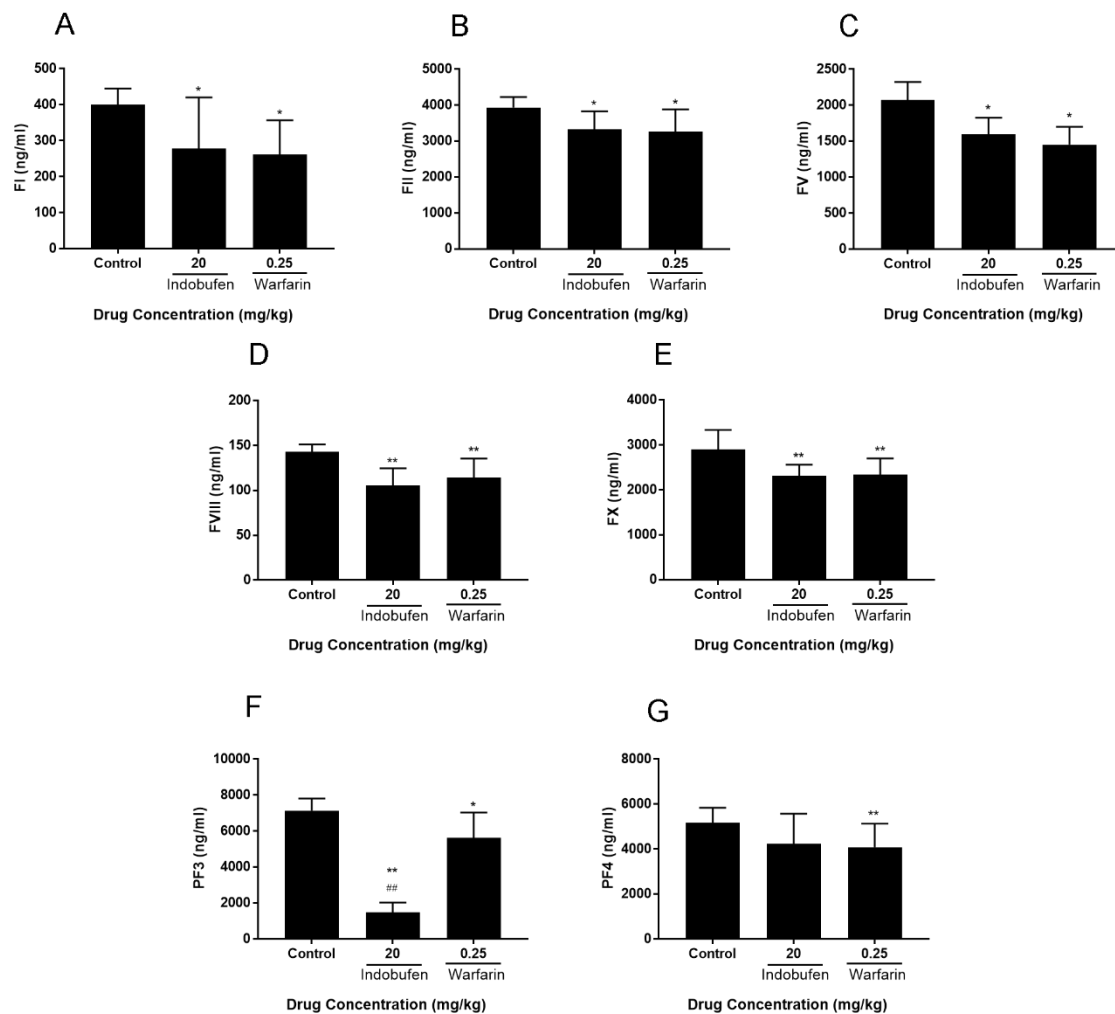 A
FI (ng/ml)
500
400
300
200
100
0
*
*
Control
20
0.25
Indobufen
Warfarin
Drug Concentration (mg/kg)
B
FII (ng/ml)
5000
4000
3000
2000
1000
0
*
*
Control
20
0.25
Indobufen
Warfarin
Drug Concentration (mg/kg)
C
FV (ng/ml)
2500
2000
1500
1000
500
0
*
*
Control
20
0.25
Indobufen
Warfarin
Drug Concentration (mg/kg)
D
FVIII (ng/ml)
200
150
100
50
0
**
**
Control
20
0.25
Indobufen
Warfarin
Drug Concentration (mg/kg)
E
FX (ng/ml)
4000
3000
2000
1000
0
**
**
Control
20
0.25
Indobufen
Warfarin
Drug Concentration (mg/kg)
F
PF3 (ng/ml)
10000
8000
6000
4000
2000
0
**
##
*
Control
20
0.25
Indobufen
Warfarin
Drug Concentration (mg/kg)
G
PF4 (ng/ml)
8000
6000
4000
2000
0
**
Control
20
0.25
Indobufen
Warfarin
Drug Concentration (mg/kg)